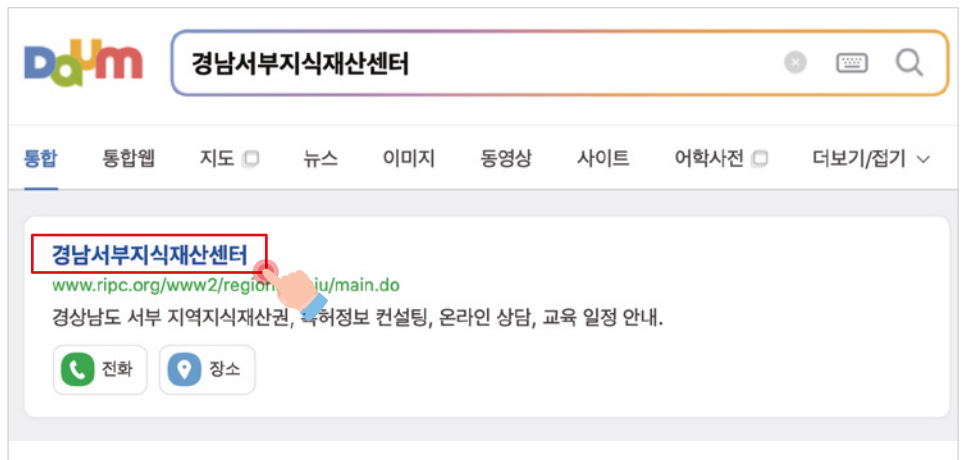 Daum
경남서부지식재산센터
통합 통합웹 지도 뉴스 이미지 동영상 사이트 어학사전 더보기/접기
경남서부지식재산센터
www.ripc.org/www2/region ju/main.do
경상남도 서부 지역지식재산권, 특허정보 컨설팅, 온라인 상담, 교육 일정 안내.
전화 장소